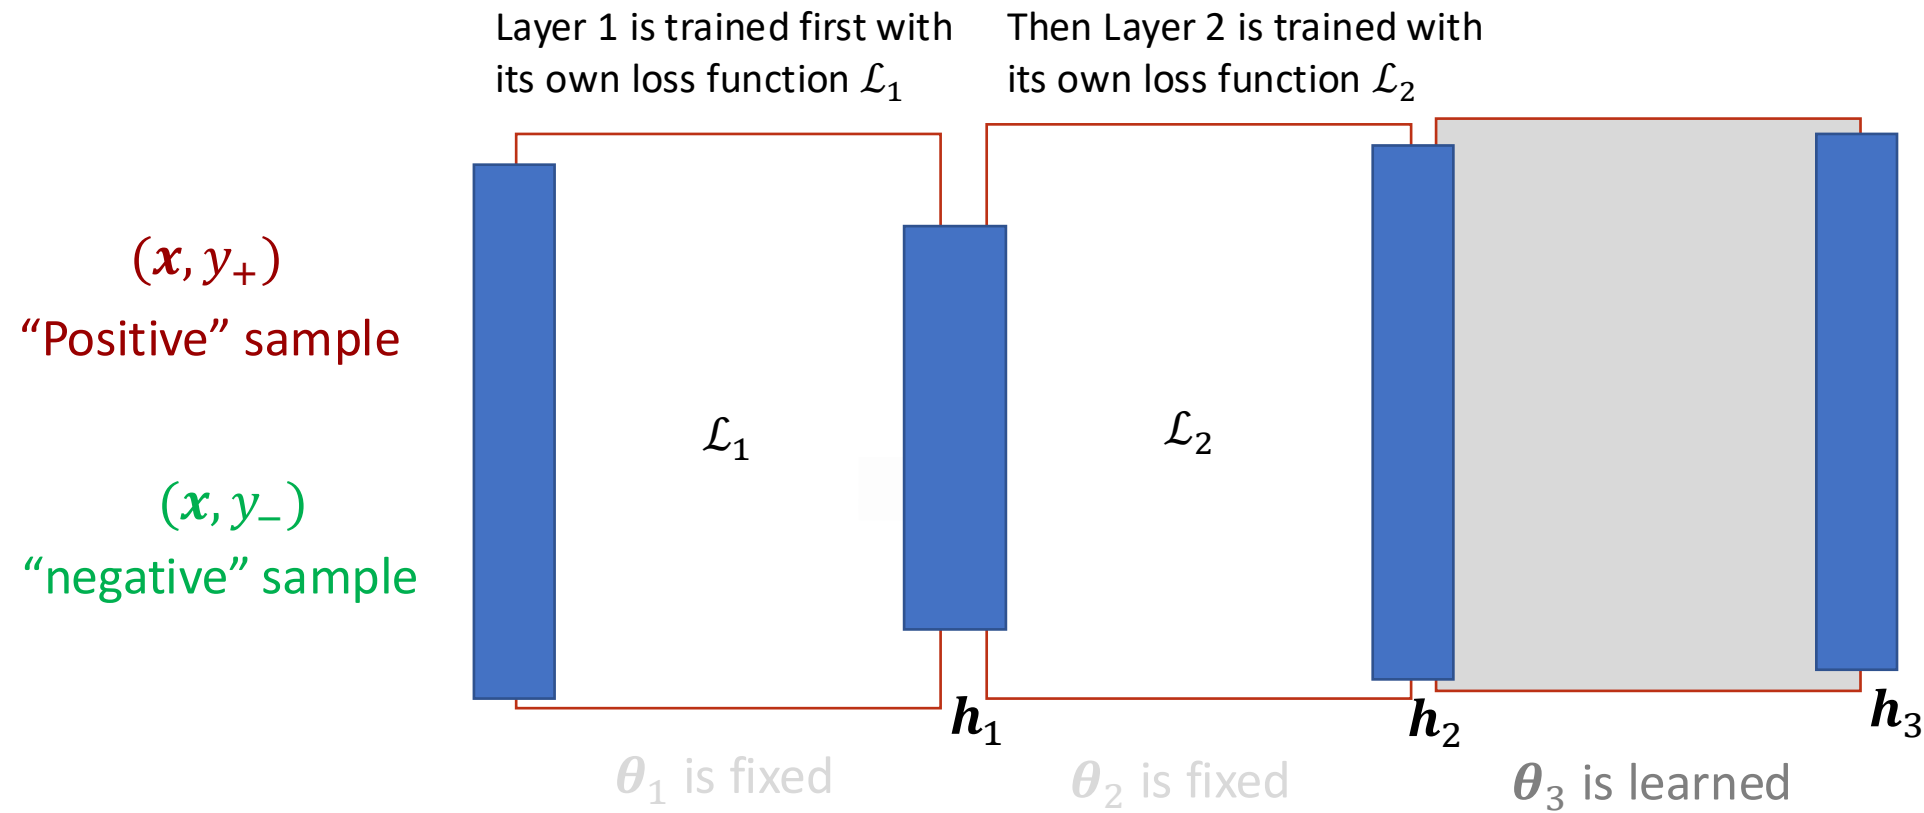 Layer 1 is trained first with
its own loss function ℒ₁
Then Layer 2 is trained with
its own loss function ℒ₂
(𝒙, y₊)
“Positive” sample
(𝒙, y₋)
“negative” sample
ℒ₁
ℒ₂
𝒉₁
𝒉₂
𝒉₃
𝜽₁ is fixed
𝜽₂ is fixed
𝜽₃ is learned